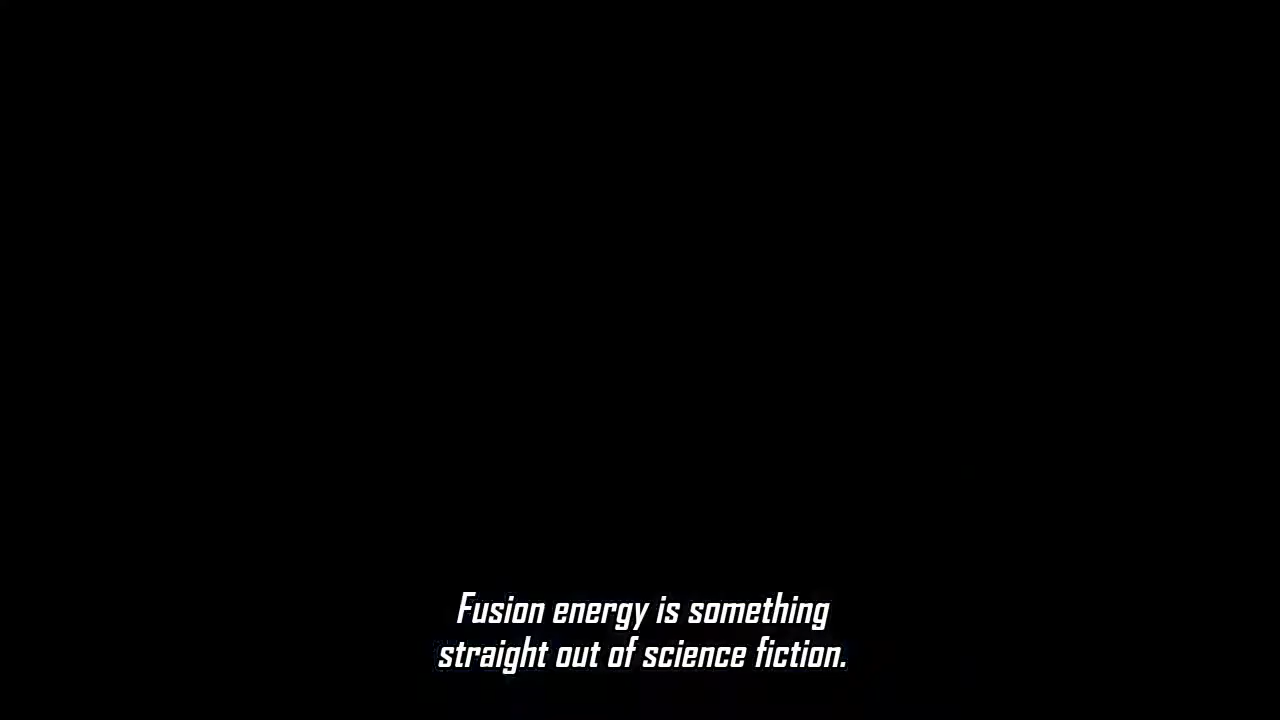 Fusion energy is something
straight out of science fiction.